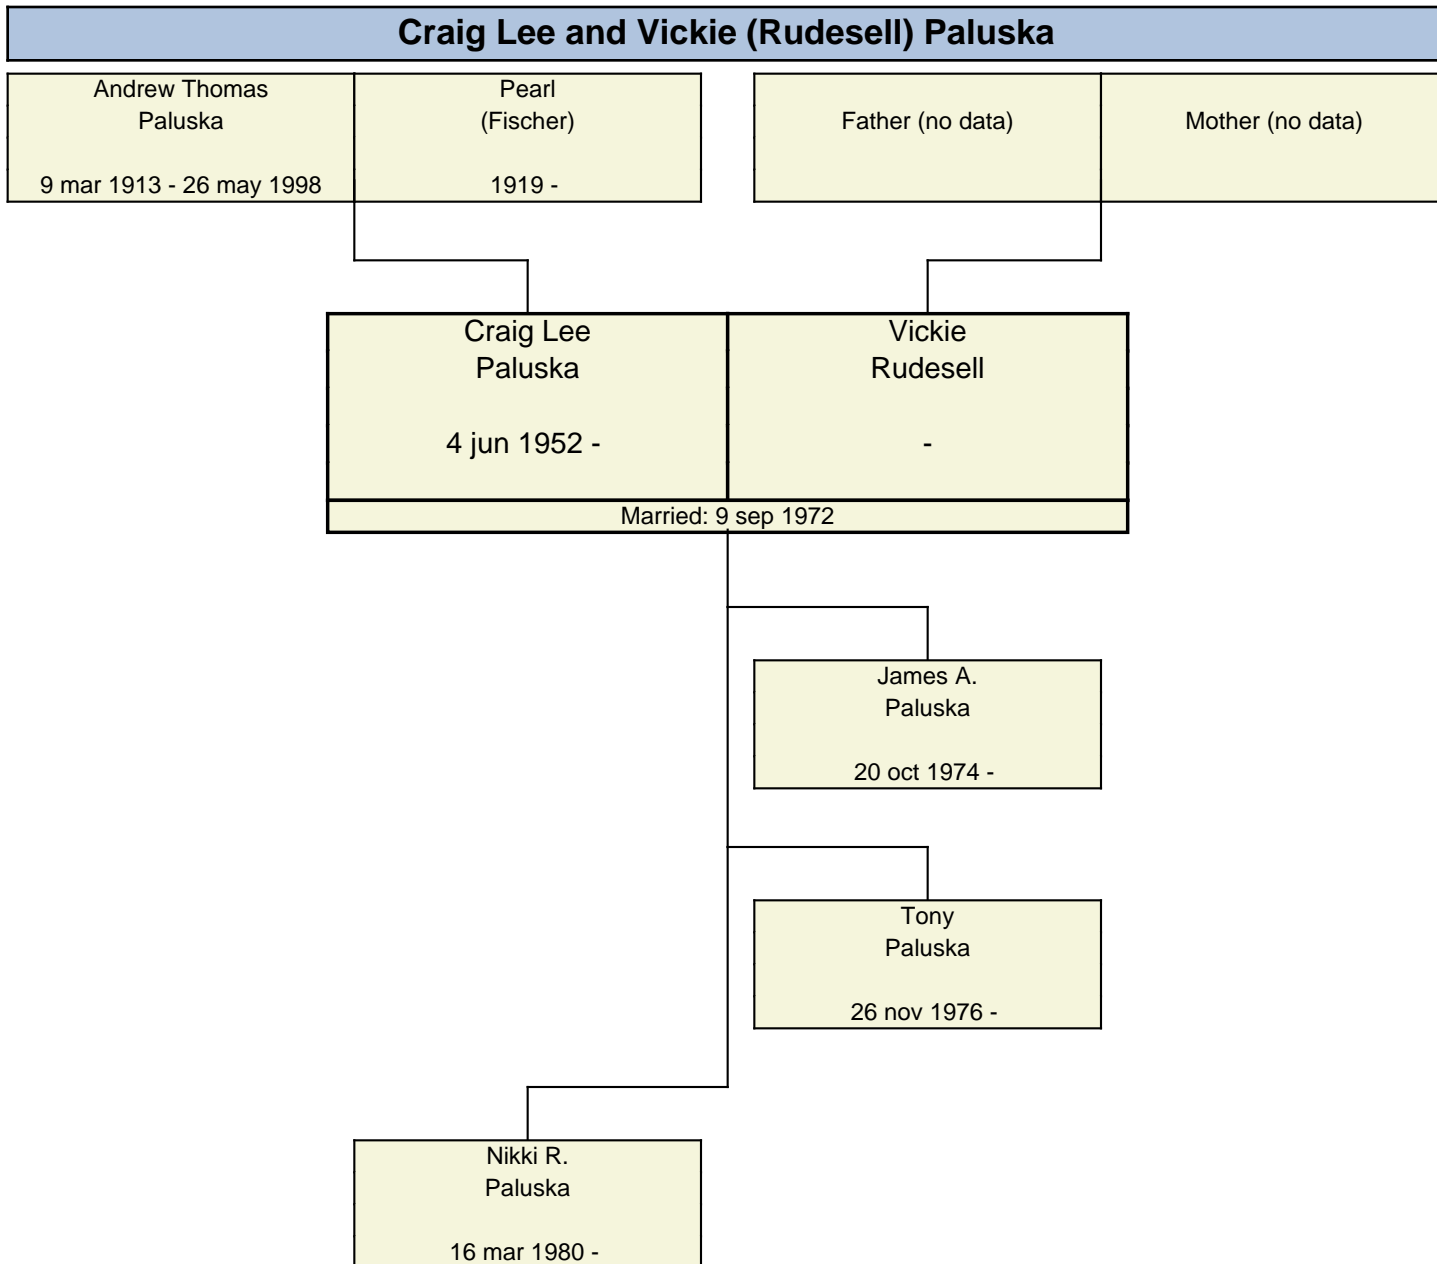 Craig Lee and Vickie (Rudesell) Paluska
Andrew Thomas
Paluska
9 mar 1913 - 26 may 1998
Pearl
(Fischer)
1919 -
Father (no data)
Mother (no data)
Craig Lee
Paluska
4 jun 1952 -
Vickie
Rudesell
-
Married: 9 sep 1972
James A.
Paluska
20 oct 1974 -
Tony
Paluska
26 nov 1976 -
Nikki R.
Paluska
16 mar 1980 -